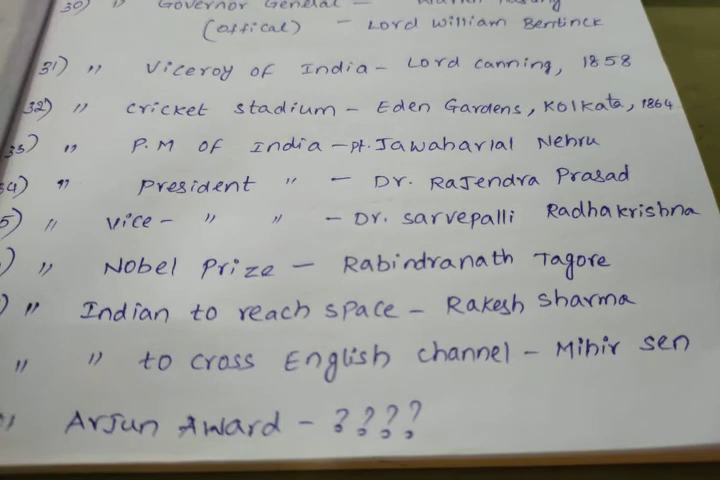 30) " Governor General -
(offical) - Lord William Bentinck
31) " Viceroy of India - Lord canning, 1858
32) " cricket stadium - Eden Gardens, Kolkata, 1864
33) " P.M of India - Pt. Jawaharlal Nehru
34) " President " - Dr. Rajendra Prasad
5) " Vice - " " - Dr. sarvepalli Radhakrishna
) " Nobel Prize - Rabindranath Tagore
) " Indian to reach space - Rakesh Sharma
" " to cross English channel - Mihir sen
" Arjun Award - ????